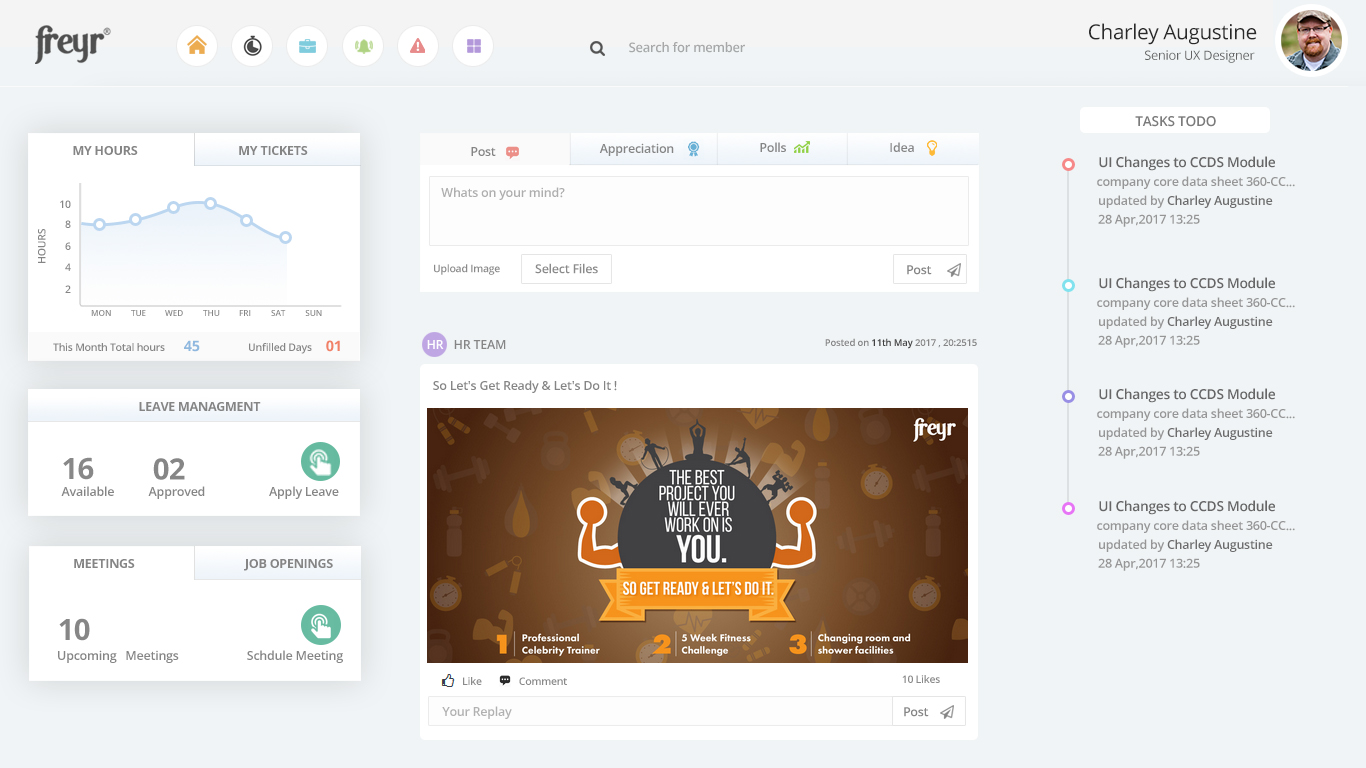 freyr®
Search for member
Charley Augustine
Senior UX Designer
MY HOURS
MY TICKETS
HOURS
10
8
6
4
2
MON TUE WED THU FRI SAT SUN
This Month Total hours 45
Unfilled Days 01
LEAVE MANAGMENT
16
Available
02
Approved
Apply Leave
MEETINGS
JOB OPENINGS
10
Upcoming Meetings
Schdule Meeting
Post
Appreciation
Polls
Idea
Whats on your mind?
Upload Image
Select Files
Post
HR
HR TEAM
Posted on 11th May 2017 , 20:2515
So Let's Get Ready & Let's Do It !
freyr
THE BEST
PROJECT YOU
WILL EVER
WORK ON IS
YOU.
SO GET READY & LET'S DO IT.
1 Professional
Celebrity Trainer
2 5 Week Fitness
Challenge
3 Changing room and
shower facilities
Like
Comment
10 Likes
Your Replay
Post
TASKS TODO
UI Changes to CCDS Module
company core data sheet 360-CC...
updated by Charley Augustine
28 Apr,2017 13:25
UI Changes to CCDS Module
company core data sheet 360-CC...
updated by Charley Augustine
28 Apr,2017 13:25
UI Changes to CCDS Module
company core data sheet 360-CC...
updated by Charley Augustine
28 Apr,2017 13:25
UI Changes to CCDS Module
company core data sheet 360-CC...
updated by Charley Augustine
28 Apr,2017 13:25